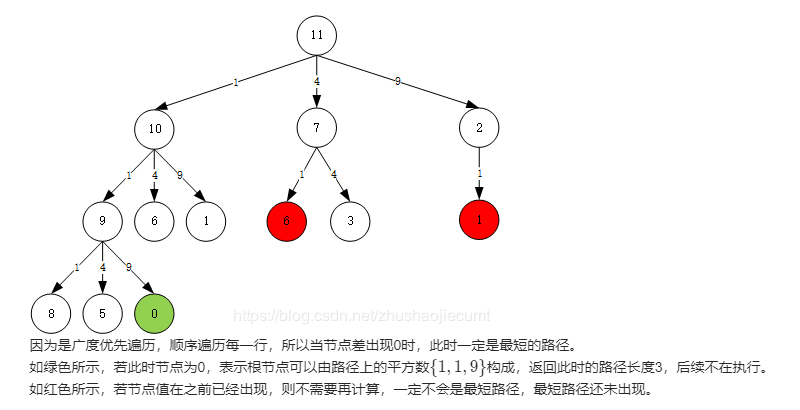 11
1 4 9
10 7 2
1 4 9 1 4 1
9 6 1 6 3 1
1 4 9
8 5 0
https://blog.csdn.net/zhushaojiecumt
因为是广度优先遍历，顺序遍历每一行，所以当节点差出现0时，此时一定是最短的路径。
如绿色所示，若此时节点为0，表示根节点可以由路径上的平方数{1,1,9}构成，返回此时的路径长度3，后续不在执行。
如红色所示，若节点值在之前已经出现，则不需要再计算，一定不会是最短路径，最短路径还未出现。